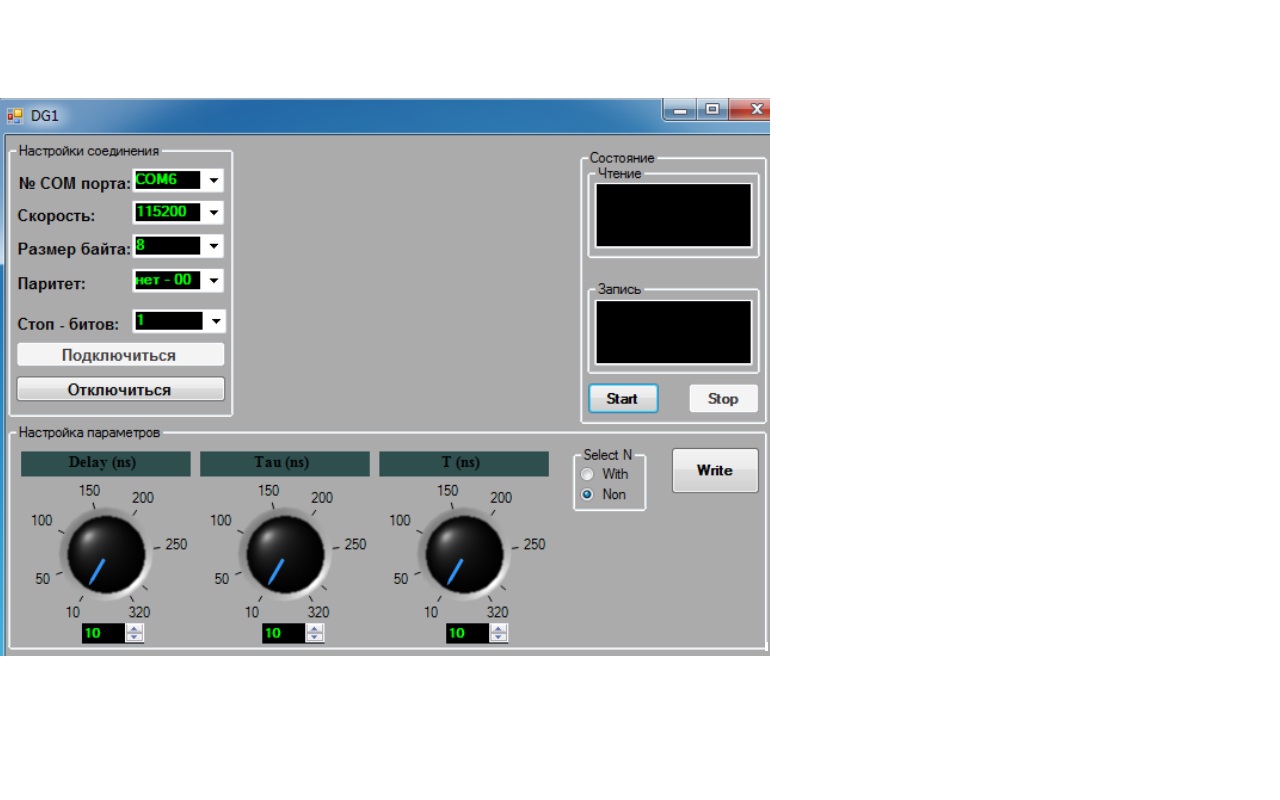 DG1
Настройки соединения
№ COM порта: COM6
Скорость: 115200
Размер байта: 8
Паритет: нет - 00
Стоп - битов: 1
Подключиться
Отключиться
Состояние
Чтение
Запись
Start Stop
Настройка параметров
Delay (ns) Tau (ns) T (ns)
150 200 100 250 50 10 320
10
150 200 100 250 50 10 320
10
150 200 100 250 50 10 320
10
Select N
With
Non
Write